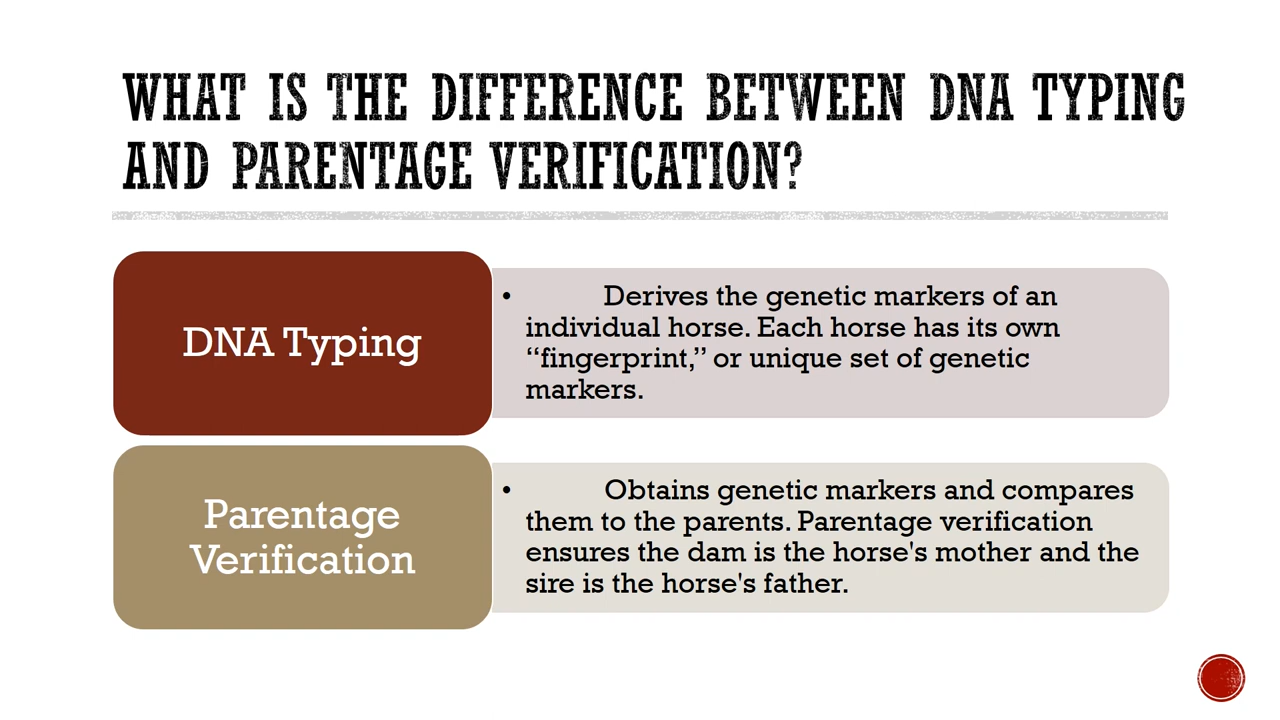 WHAT IS THE DIFFERENCE BETWEEN DNA TYPING
AND PARENTAGE VERIFICATION?
DNA Typing
• Derives the genetic markers of an
individual horse. Each horse has its own
“fingerprint,” or unique set of genetic
markers.
Parentage
Verification
• Obtains genetic markers and compares
them to the parents. Parentage verification
ensures the dam is the horse's mother and the
sire is the horse's father.